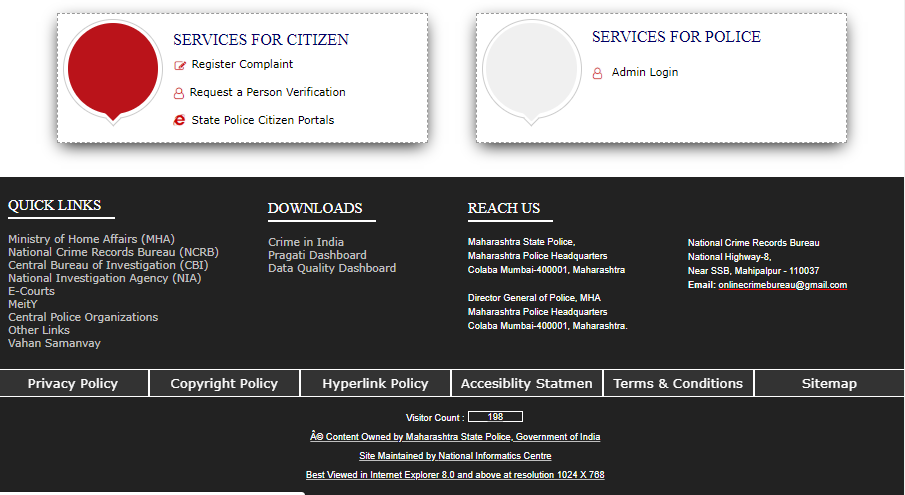 SERVICES FOR CITIZEN
Register Complaint
Request a Person Verification
State Police Citizen Portals
SERVICES FOR POLICE
Admin Login
QUICK LINKS
Ministry of Home Affairs (MHA)
National Crime Records Bureau (NCRB)
Central Bureau of Investigation (CBI)
National Investigation Agency (NIA)
E-Courts
MeitY
Central Police Organizations
Other Links
Vahan Samanvay
DOWNLOADS
Crime in India
Pragati Dashboard
Data Quality Dashboard
REACH US
Maharashtra State Police,
Maharashtra Police Headquarters
Colaba Mumbai-400001, Maharashtra
Director General of Police, MHA
Maharashtra Police Headquarters
Colaba Mumbai-400001, Maharashtra.
National Crime Records Bureau
National Highway-8,
Near SSB, Mahipalpur - 110037
Email: onlinecrimebureau@gmail.com
Privacy Policy
Copyright Policy
Hyperlink Policy
Accesiblity Statmen
Terms & Conditions
Sitemap
Visitor Count : 198
Â© Content Owned by Maharashtra State Police, Government of India
Site Maintained by National Informatics Centre
Best Viewed in Internet Explorer 8.0 and above at resolution 1024 X 768